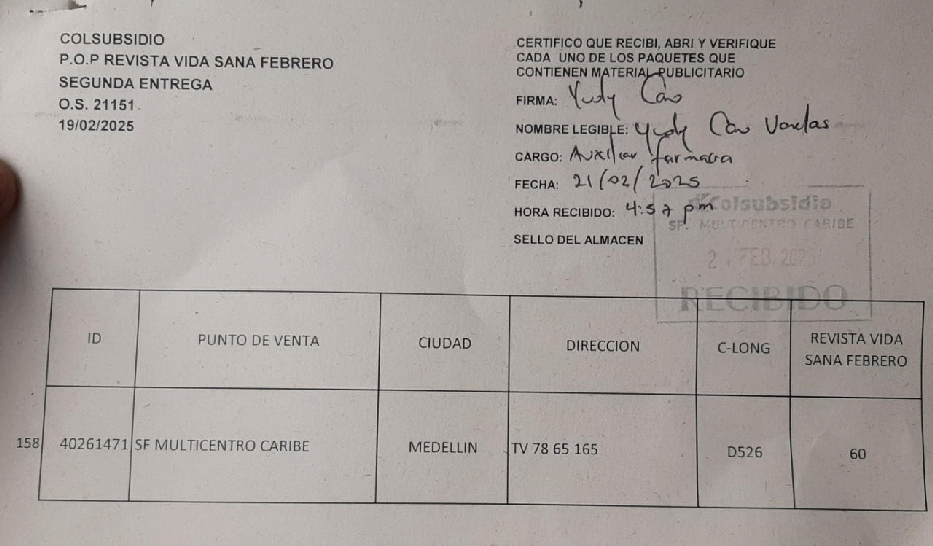 COLSUBSIDIO
P.O.P REVISTA VIDA SANA FEBRERO
SEGUNDA ENTREGA
O.S. 21151
19/02/2025
CERTIFICO QUE RECIBI, ABRI Y VERIFIQUE
CADA UNO DE LOS PAQUETES QUE
CONTIENEN MATERIAL PUBLICITARIO
FIRMA: Yudy Cano
NOMBRE LEGIBLE: Yudy Cano
CARGO: Auxiliar farmacia
FECHA: 21/02/2025
HORA RECIBIDO: 4:57 pm
SELLO DEL ALMACEN
Colsubsidio
SF. MULTICENTRO CARIBE
FEB.
RECIBIDO
ID PUNTO DE VENTA CIUDAD DIRECCION C-LONG REVISTA VIDA SANA FEBRERO
158 40261471 SF MULTICENTRO CARIBE MEDELLIN TV 78 65 165 D526 60